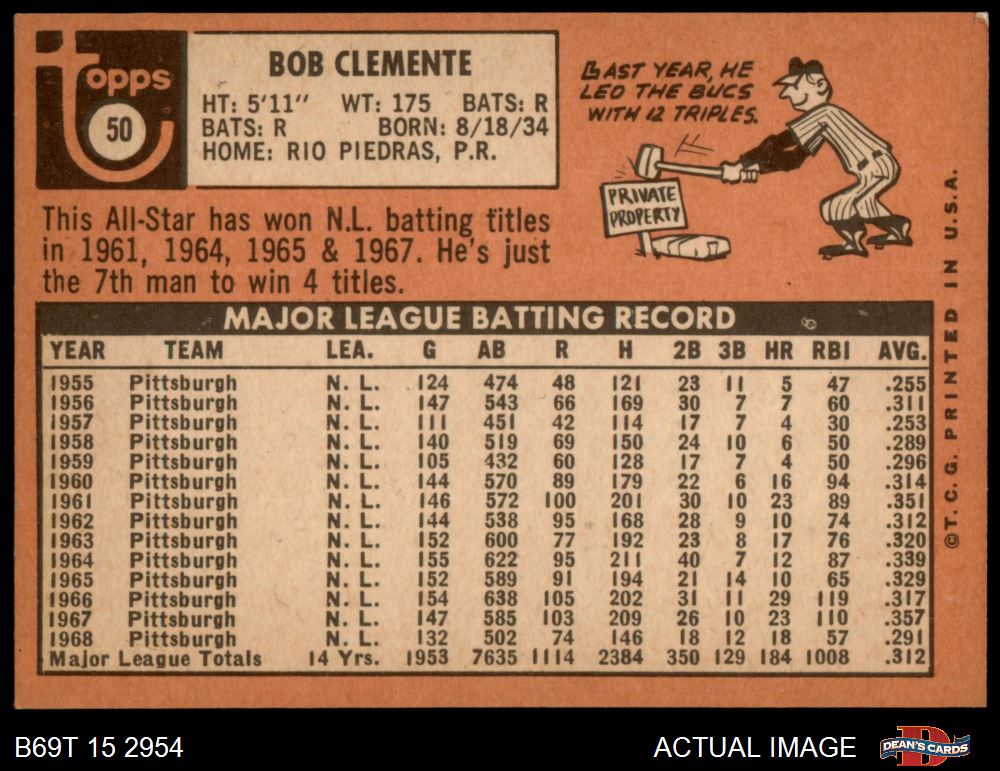 topps
50
BOB CLEMENTE
HT: 5'11" WT: 175 BATS: R
BATS: R BORN: 8/18/34
HOME: RIO PIEDRAS, P.R.
LAST YEAR, HE
LED THE BUCS
WITH 12 TRIPLES.
PRIVATE
PROPERTY
This All-Star has won N.L. batting titles
in 1961, 1964, 1965 & 1967. He's just
the 7th man to win 4 titles.
MAJOR LEAGUE BATTING RECORD
YEAR TEAM LEA. G AB R H 2B 3B HR RBI AVG.
1955 Pittsburgh N. L. 124 474 48 121 23 11 5 47 .255
1956 Pittsburgh N. L. 147 543 66 169 30 7 7 60 .311
1957 Pittsburgh N. L. 111 451 42 114 17 7 4 30 .253
1958 Pittsburgh N. L. 140 519 69 150 24 10 6 50 .289
1959 Pittsburgh N. L. 105 432 60 128 17 7 4 50 .296
1960 Pittsburgh N. L. 144 570 89 179 22 6 16 94 .314
1961 Pittsburgh N. L. 146 572 100 201 30 10 23 89 .351
1962 Pittsburgh N. L. 144 538 95 168 28 9 10 74 .312
1963 Pittsburgh N. L. 152 600 77 192 23 8 17 76 .320
1964 Pittsburgh N. L. 155 622 95 211 40 7 12 87 .339
1965 Pittsburgh N. L. 152 589 91 194 21 14 10 65 .329
1966 Pittsburgh N. L. 154 638 105 202 31 11 29 119 .317
1967 Pittsburgh N. L. 147 585 103 209 26 10 23 110 .357
1968 Pittsburgh N. L. 132 502 74 146 18 12 18 57 .291
Major League Totals 14 Yrs. 1953 7635 1114 2384 350 129 184 1008 .312
©T. C. G. PRINTED IN U.S.A.
B69T 15 2954
ACTUAL IMAGE
DEAN'S CARDS